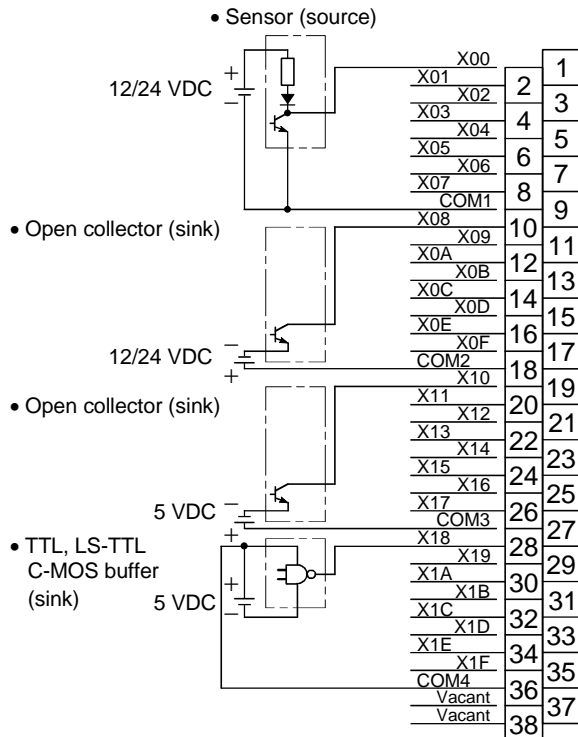 • Sensor (source)
12/24 VDC
+
−
• Open collector (sink)
12/24 VDC
−
+
• Open collector (sink)
5 VDC
−
+
• TTL, LS-TTL
C-MOS buffer
(sink)
5 VDC
+
−
X00 1
X01 2
X02 3
X03 4
X04 5
X05 6
X06 7
X07 8
COM1 9
X08 10
X09 11
X0A 12
X0B 13
X0C 14
X0D 15
X0E 16
X0F 17
COM2 18
X10 19
X11 20
X12 21
X13 22
X14 23
X15 24
X16 25
X17 26
COM3 27
X18 28
X19 29
X1A 30
X1B 31
X1C 32
X1D 33
X1E 34
X1F 35
COM4 36
Vacant 37
Vacant 38